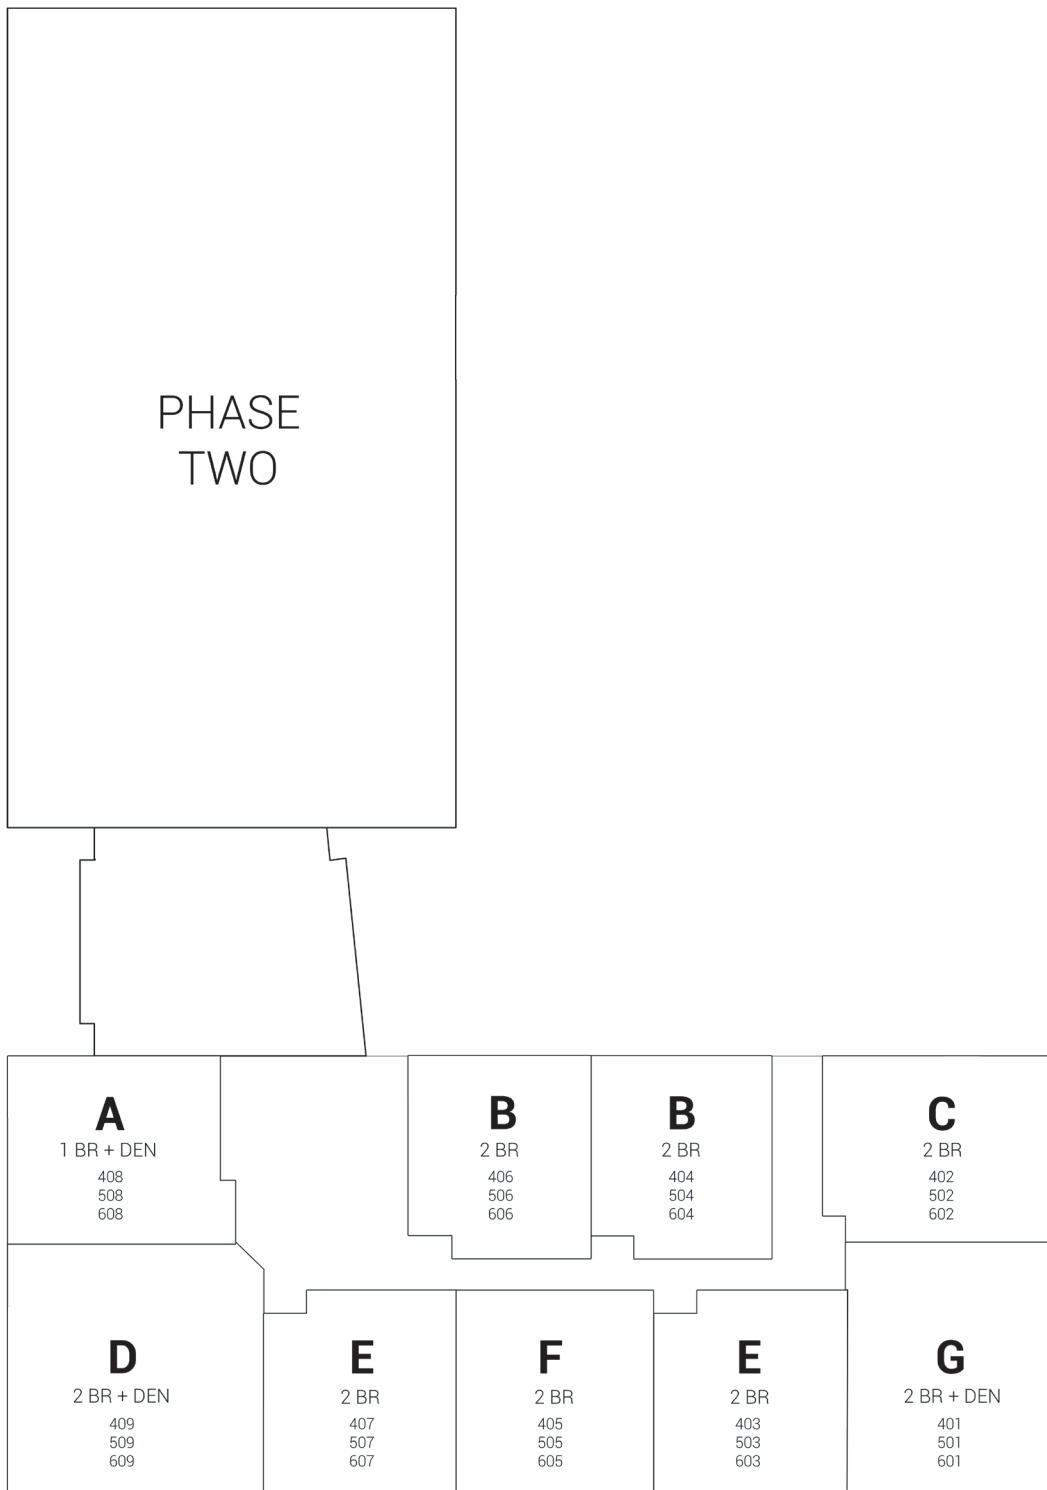 PHASE
TWO
A
1 BR + DEN
408
508
608
B
2 BR
406
506
606
B
2 BR
404
504
604
C
2 BR
402
502
602
D
2 BR + DEN
409
509
609
E
2 BR
407
507
607
F
2 BR
405
505
605
E
2 BR
403
503
603
G
2 BR + DEN
401
501
601